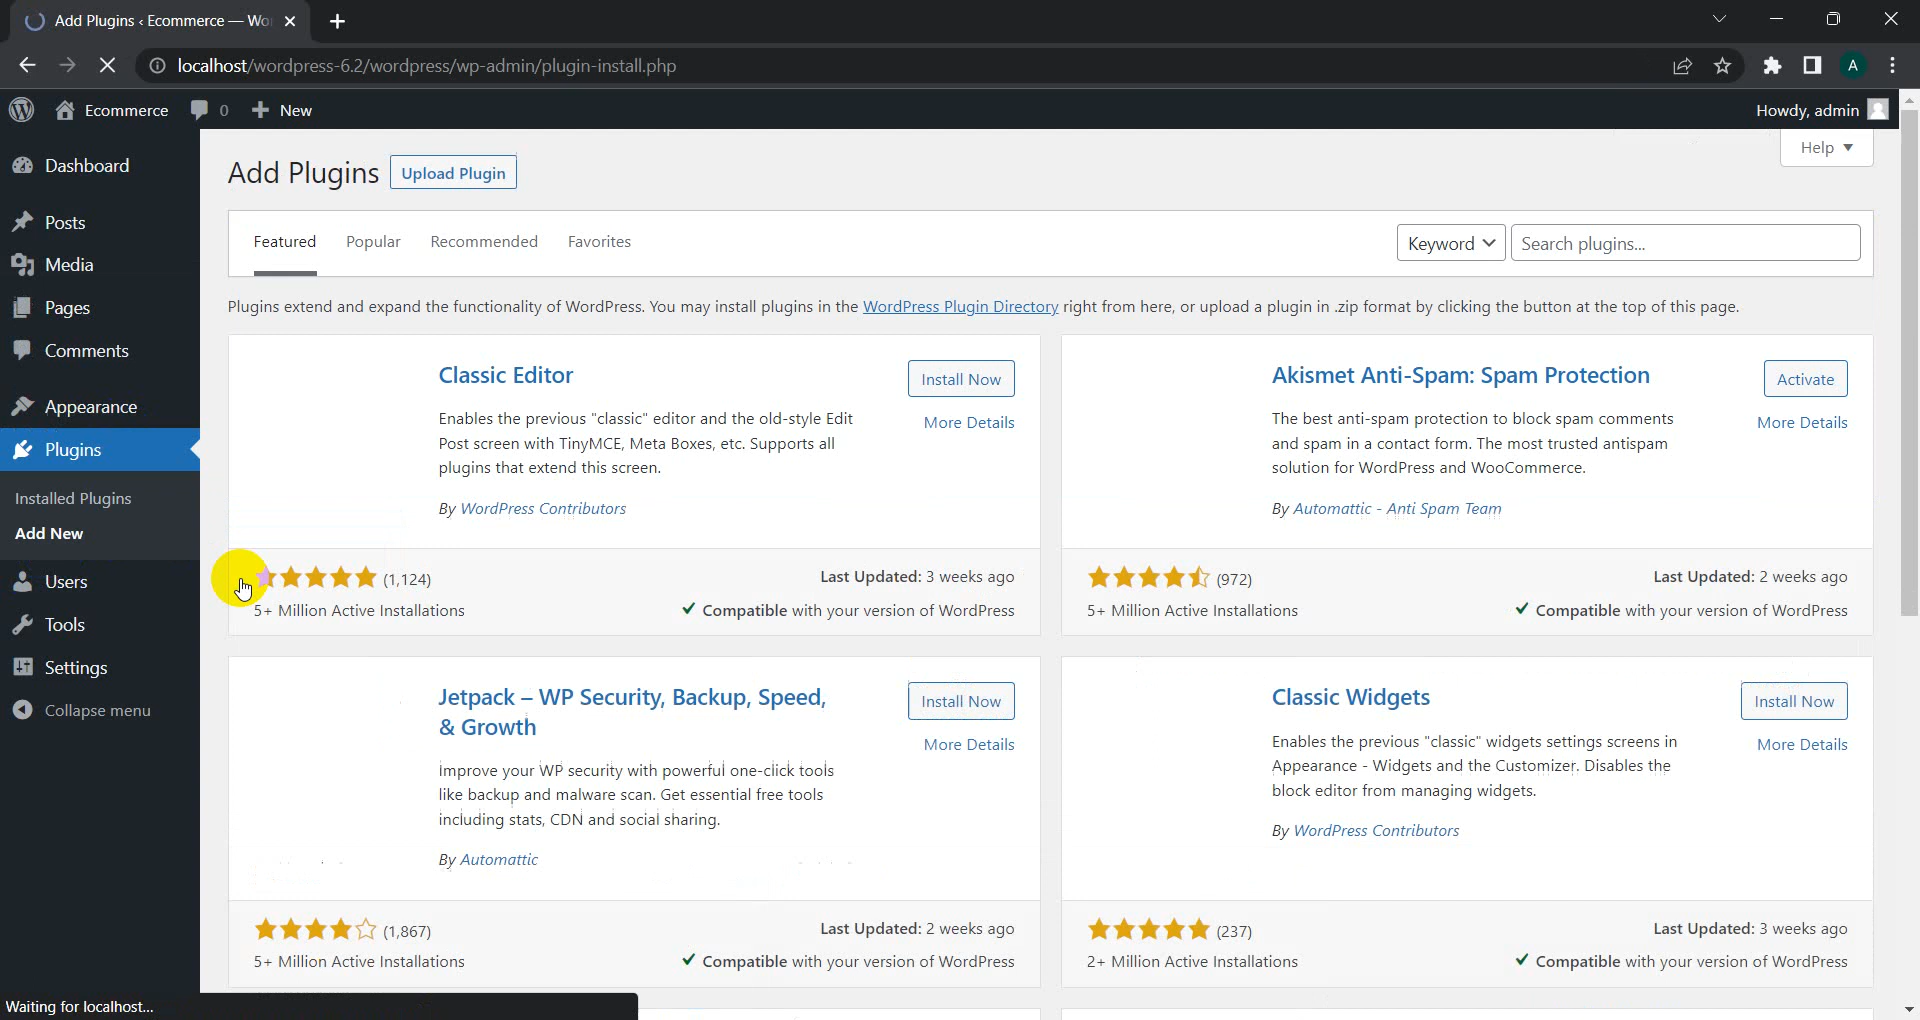 Add Plugins ‹ Ecommerce — Wo
localhost/wordpress-6.2/wordpress/wp-admin/plugin-install.php
A
Ecommerce
0
New
Howdy, admin
Dashboard
Posts
Media
Pages
Comments
Appearance
Plugins
Installed Plugins
Add New
Users
Tools
Settings
Collapse menu
Help
Add Plugins
Upload Plugin
Featured
Popular
Recommended
Favorites
Keyword
Search plugins...
Plugins extend and expand the functionality of WordPress. You may install plugins in the WordPress Plugin Directory right from here, or upload a plugin in .zip format by clicking the button at the top of this page.
Classic Editor
Install Now
More Details
Enables the previous "classic" editor and the old-style Edit
Post screen with TinyMCE, Meta Boxes, etc. Supports all
plugins that extend this screen.
By WordPress Contributors
(1,124)
Last Updated: 3 weeks ago
5+ Million Active Installations
Compatible with your version of WordPress
Akismet Anti-Spam: Spam Protection
Activate
More Details
The best anti-spam protection to block spam comments
and spam in a contact form. The most trusted antispam
solution for WordPress and WooCommerce.
By Automattic - Anti Spam Team
(972)
Last Updated: 2 weeks ago
5+ Million Active Installations
Compatible with your version of WordPress
Jetpack – WP Security, Backup, Speed,
& Growth
Install Now
More Details
Improve your WP security with powerful one-click tools
like backup and malware scan. Get essential free tools
including stats, CDN and social sharing.
By Automattic
(1,867)
Last Updated: 2 weeks ago
5+ Million Active Installations
Compatible with your version of WordPress
Classic Widgets
Install Now
More Details
Enables the previous "classic" widgets settings screens in
Appearance - Widgets and the Customizer. Disables the
block editor from managing widgets.
By WordPress Contributors
(237)
Last Updated: 3 weeks ago
2+ Million Active Installations
Compatible with your version of WordPress
Waiting for localhost...